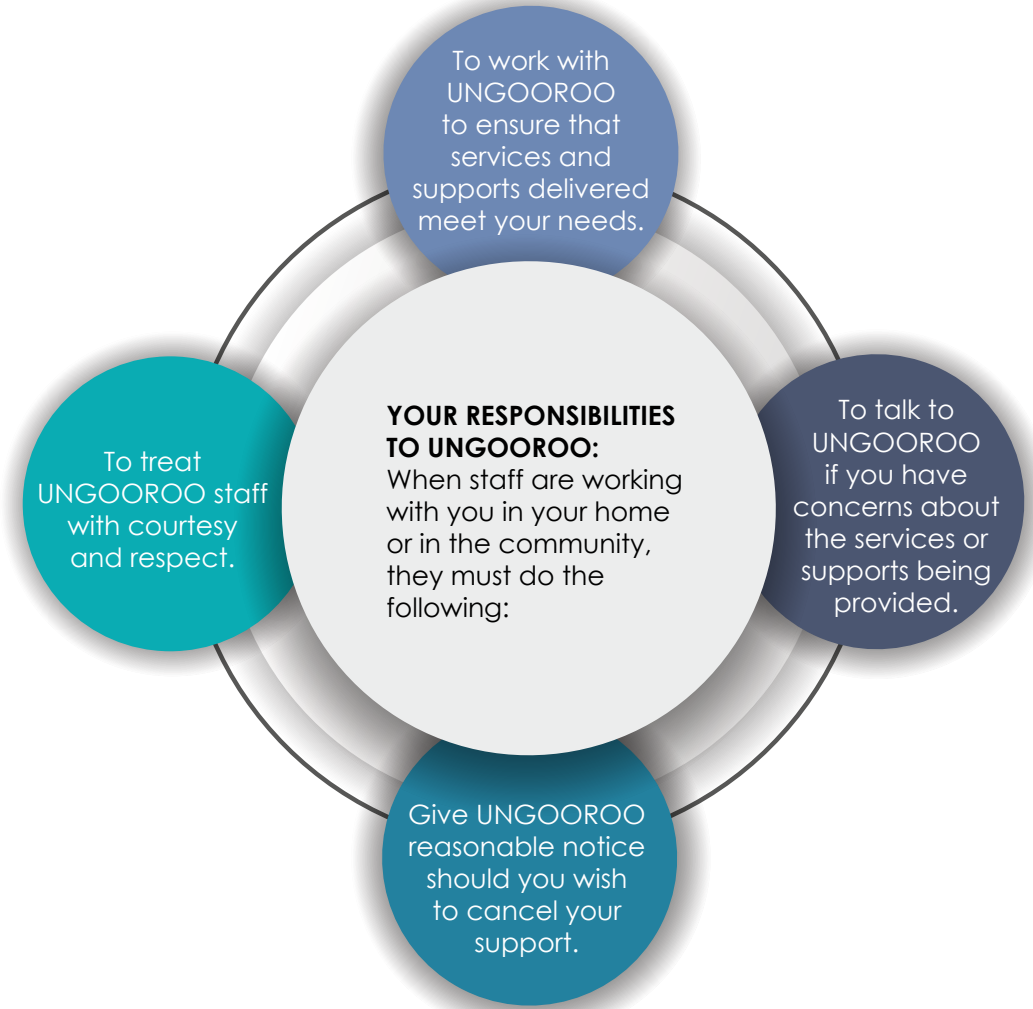 To work with
UNGOOROO
to ensure that
services and
supports delivered
meet your needs.
YOUR RESPONSIBILITIES
TO UNGOOROO:
When staff are working
with you in your home
or in the community,
they must do the
following:
To talk to
UNGOOROO
if you have
concerns about
the services or
supports being
provided.
To treat
UNGOOROO staff
with courtesy
and respect.
Give UNGOOROO
reasonable notice
should you wish
to cancel your
support.